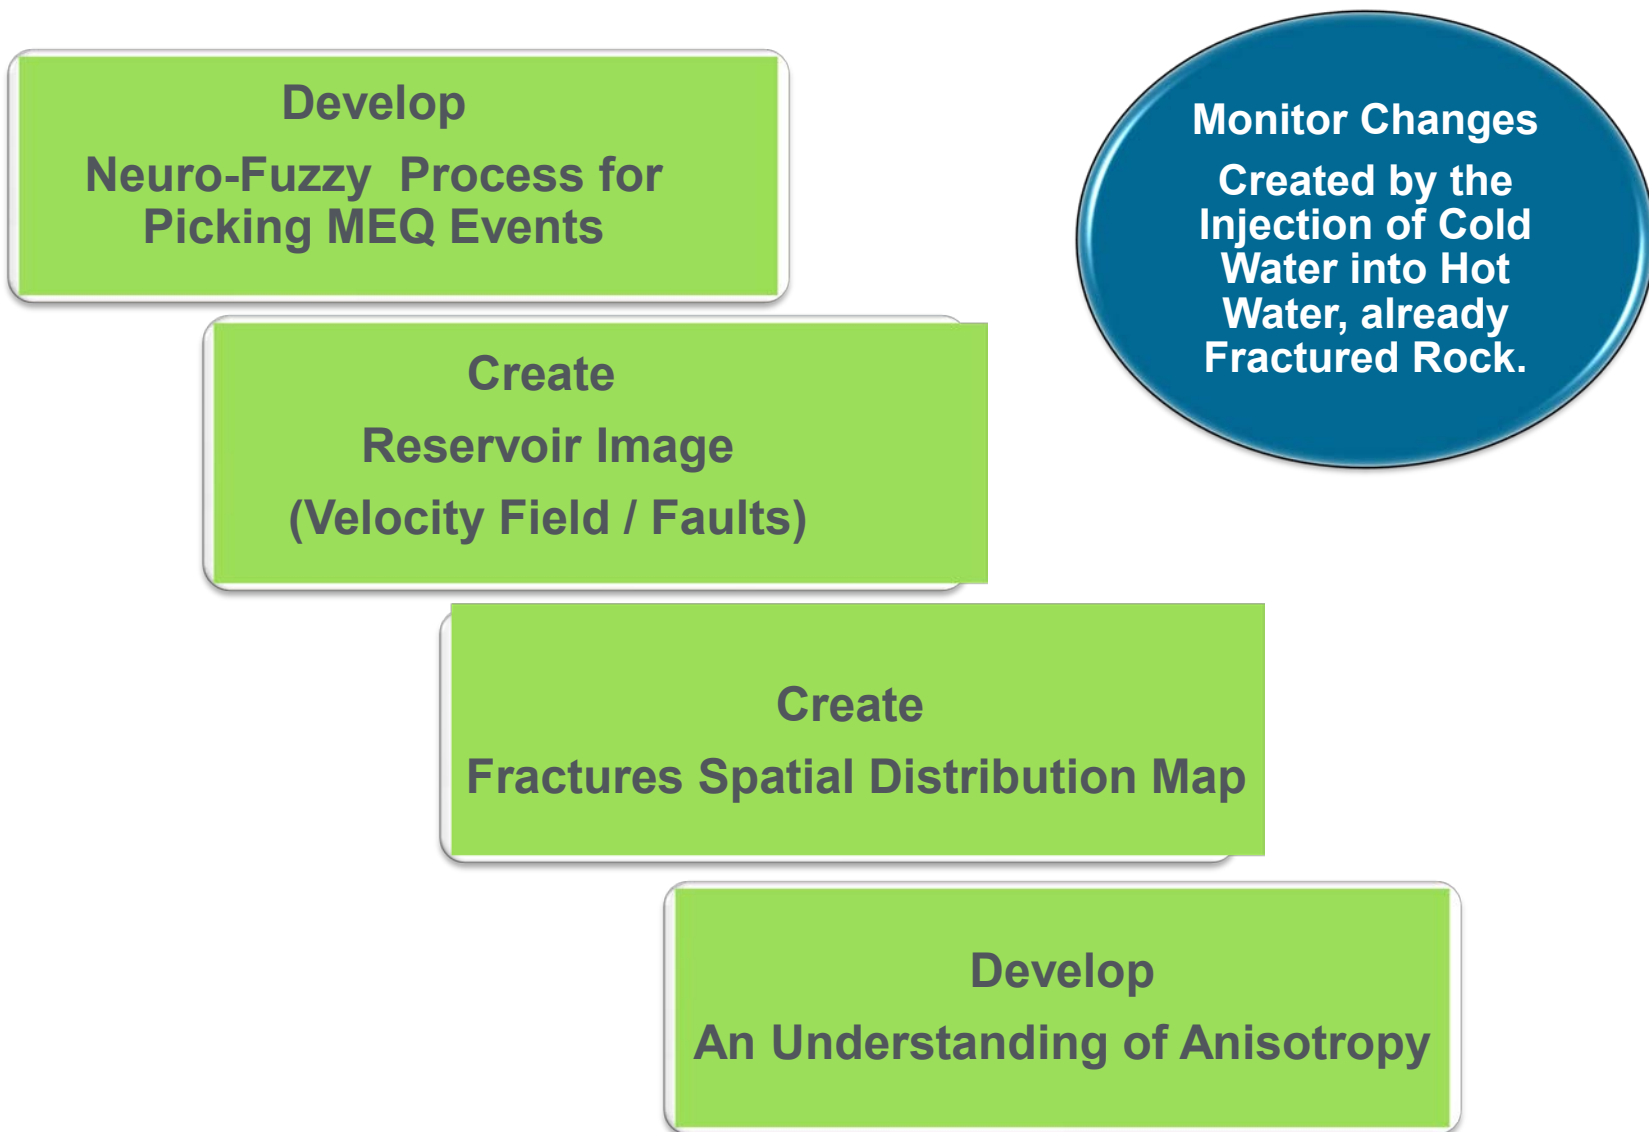 Develop
Neuro-Fuzzy Process for
Picking MEQ Events
Create
Reservoir Image
(Velocity Field / Faults)
Create
Fractures Spatial Distribution Map
Develop
An Understanding of Anisotropy
Monitor Changes
Created by the
Injection of Cold
Water into Hot
Water, already
Fractured Rock.